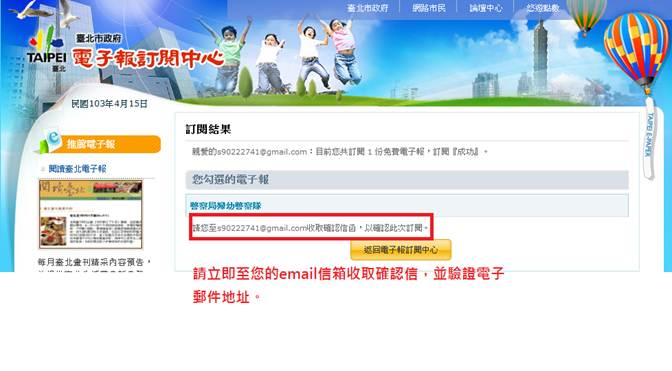 臺北市政府 網路市民 論壇中心 悠遊點數
臺北市政府
TAIPEI
臺北
電子報訂閱中心
TAIPEI E-PAPER
民國103年4月15日
推薦電子報
閱讀臺北電子報
每月臺北畫刊精采內容預告，
訂閱結果
親愛的s90222741@gmail.com：目前您共訂閱 1 份免費電子報，訂閱『成功』。
您勾選的電子報
警察局婦幼警察隊
請您至s90222741@gmail.com收取確認信函，以確認此次訂閱。
返回電子報訂閱中心
請立即至您的email信箱收取確認信，並驗證電子
郵件地址。